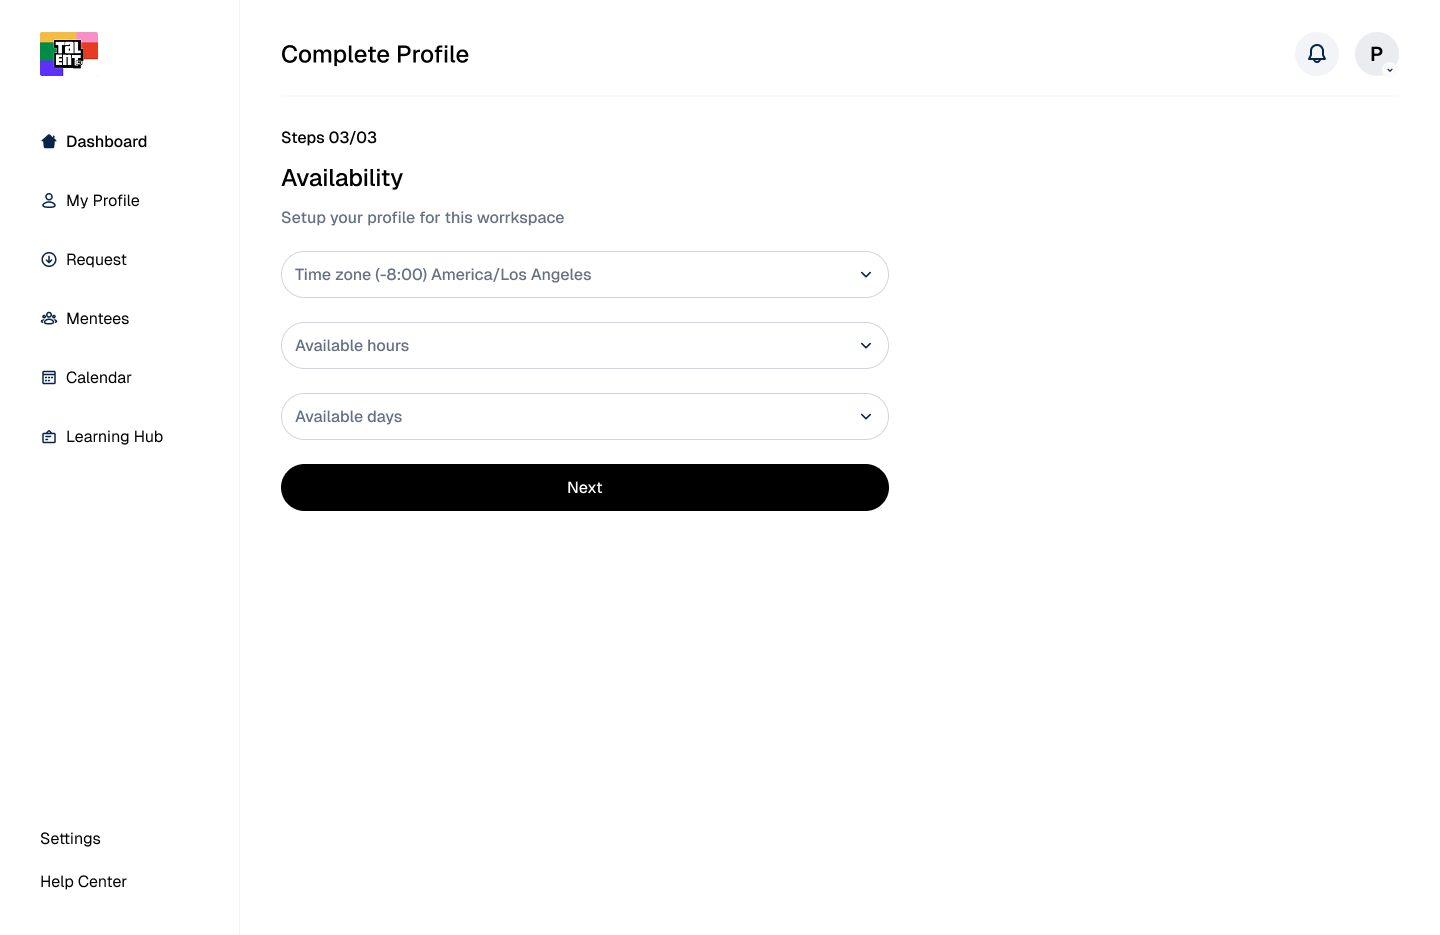 TaL
ENT
Complete Profile
P
Dashboard
My Profile
Request
Mentees
Calendar
Learning Hub
Steps 03/03
Availability
Setup your profile for this worrkspace
Time zone (-8:00) America/Los Angeles
Available hours
Available days
Next
Settings
Help Center